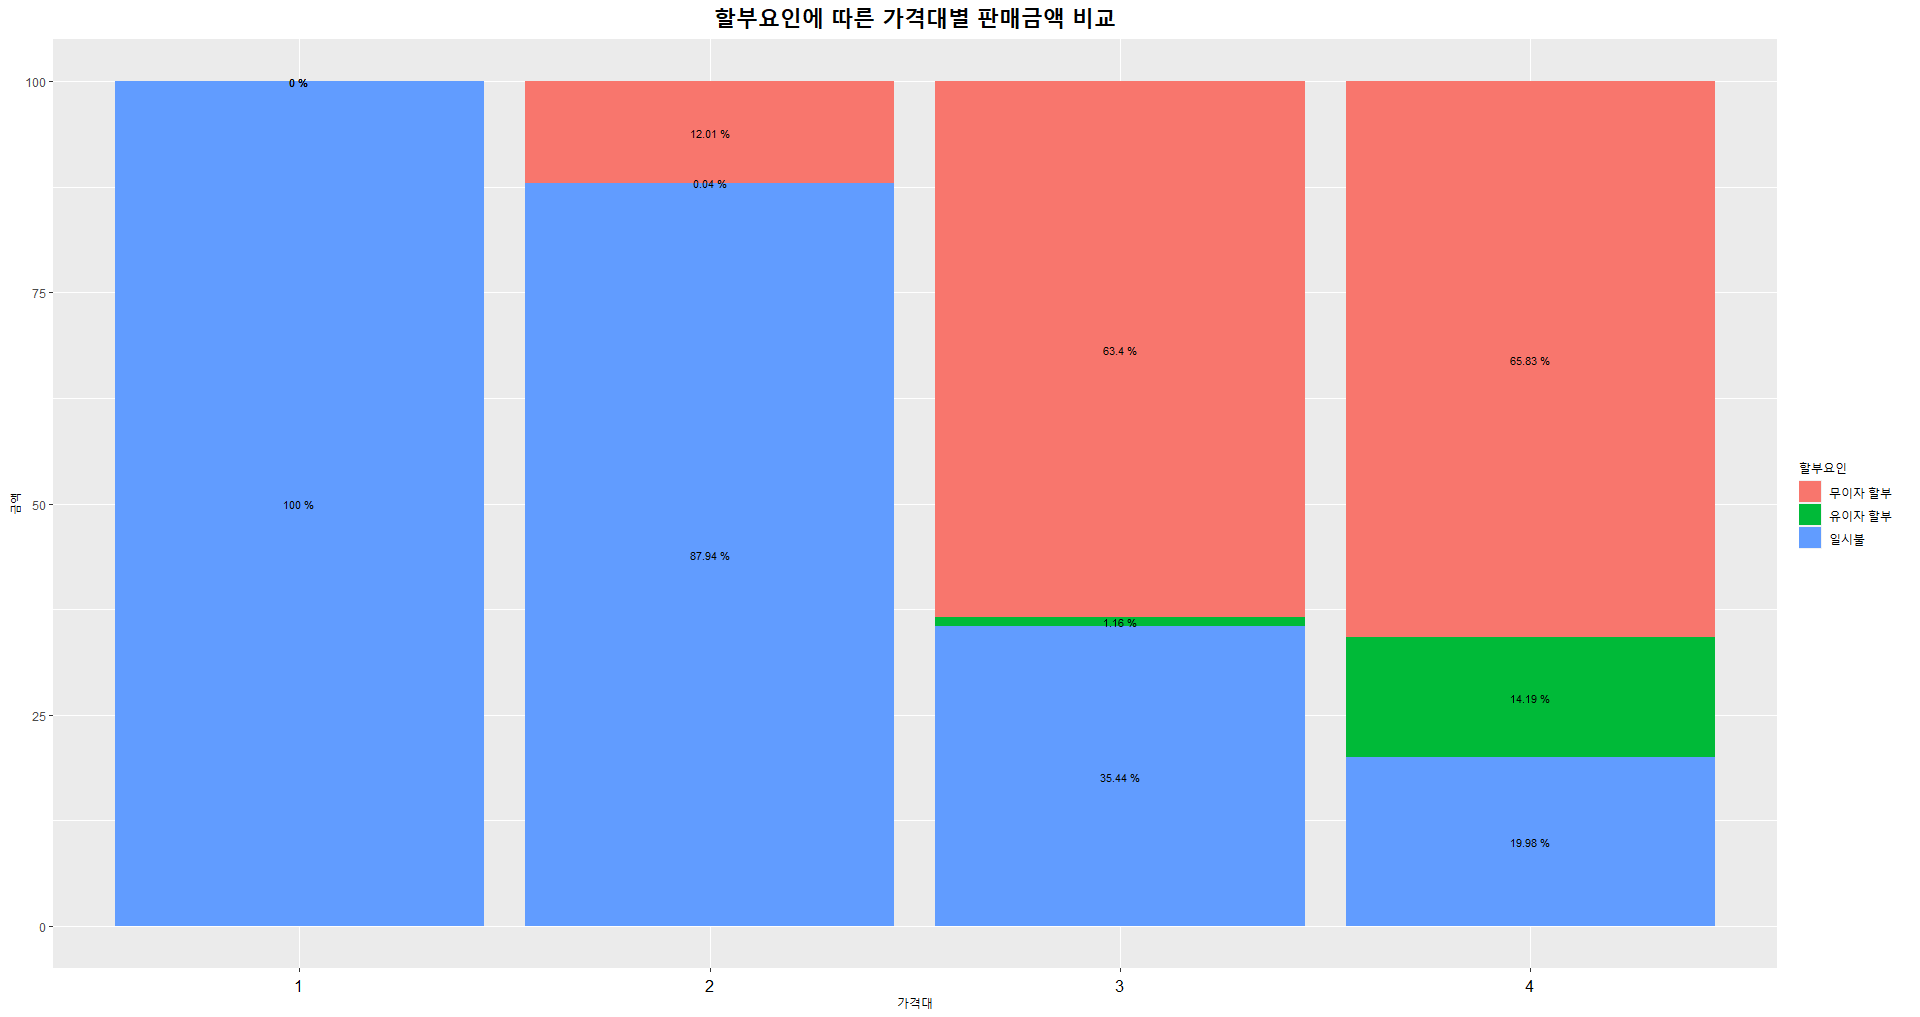 할부요인에 따른 가격대별 판매금액 비교
금액
100
75
50
25
0
0 %
100 %
12.01 %
0.04 %
87.94 %
63.4 %
1.16 %
35.44 %
65.83 %
14.19 %
19.98 %
1
2
3
4
가격대
할부요인
무이자 할부
유이자 할부
일시불